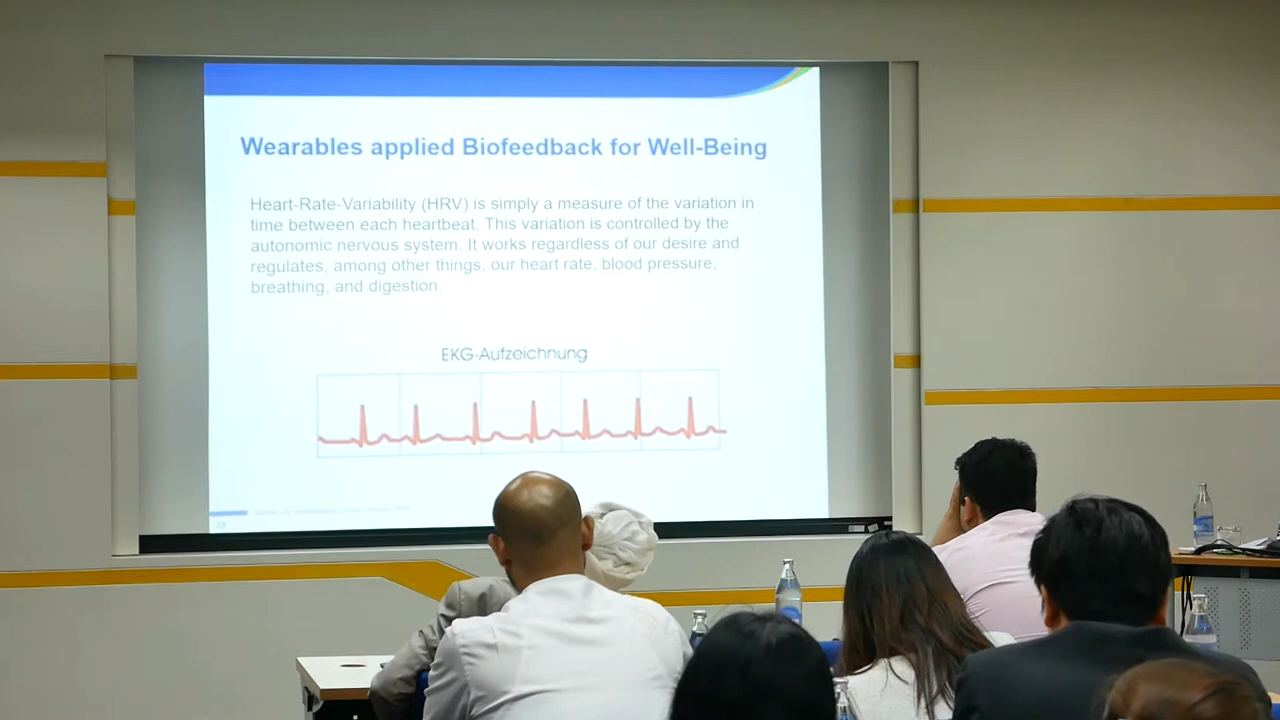 Wearables applied Biofeedback for Well-Being
Heart-Rate-Variability (HRV) is simply a measure of the variation in
time between each heartbeat. This variation is controlled by the
autonomic nervous system. It works regardless of our desire and
regulates, among other things, our heart rate, blood pressure,
breathing, and digestion.
EKG-Aufzeichnung